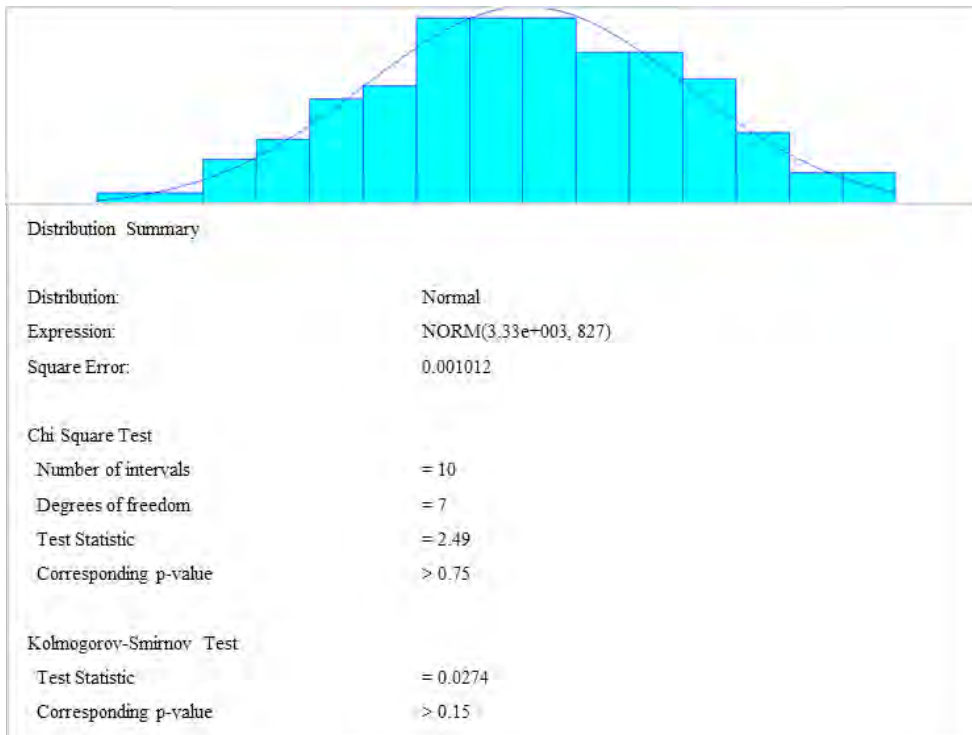 Distribution Summary
Distribution: Normal
Expression: NORM(3.33e+003, 827)
Square Error: 0.001012
Chi Square Test
Number of intervals = 10
Degrees of freedom = 7
Test Statistic = 2.49
Corresponding p-value > 0.75
Kolmogorov-Smirnov Test
Test Statistic = 0.0274
Corresponding p-value > 0.15